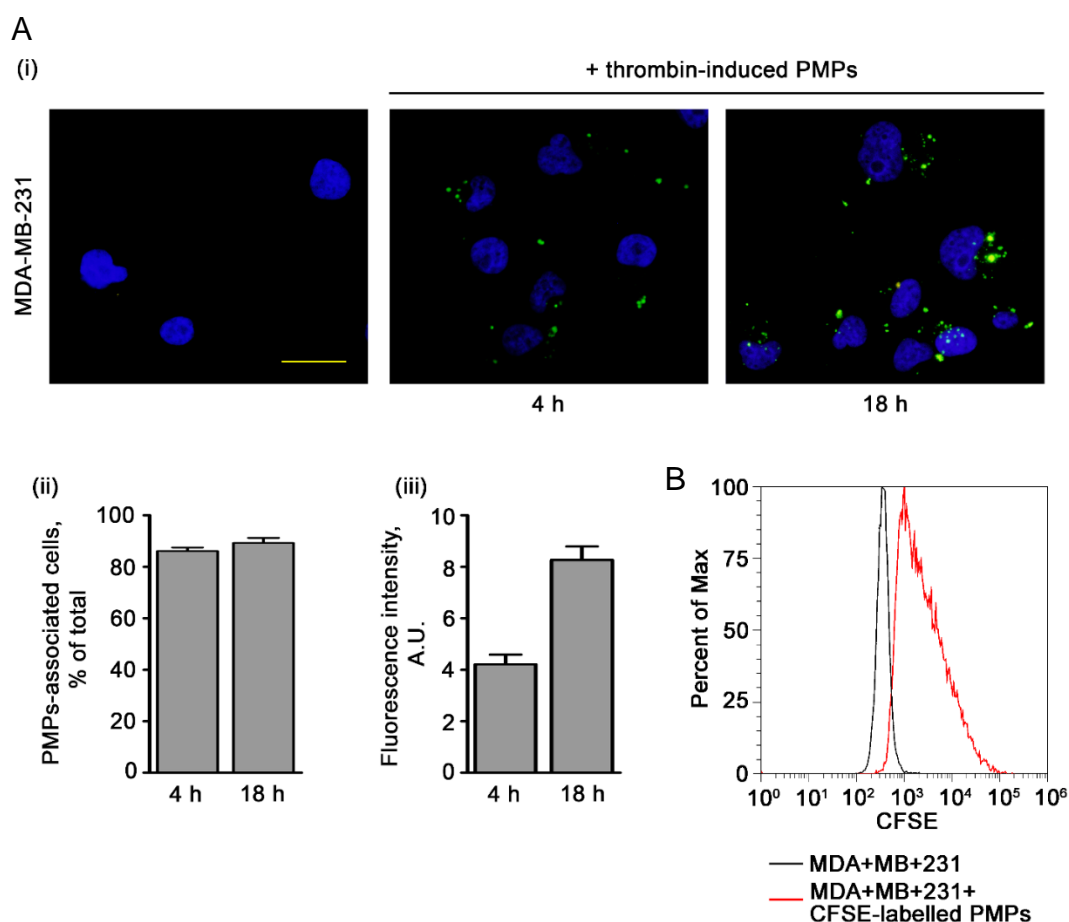 A
(i)
+ thrombin-induced PMPs
MDA-MB-231
4 h
18 h
(ii)
PMPs-associated cells,
% of total
100
80
60
40
20
0
4 h
18 h
(iii)
Fluorescence intensity,
A.U.
10
8
6
4
2
0
4 h
18 h
B
Percent of Max
100
75
50
25
0
10⁰ 10¹ 10² 10³ 10⁴ 10⁵ 10⁶
CFSE
MDA+MB+231
MDA+MB+231+
CFSE-labelled PMPs